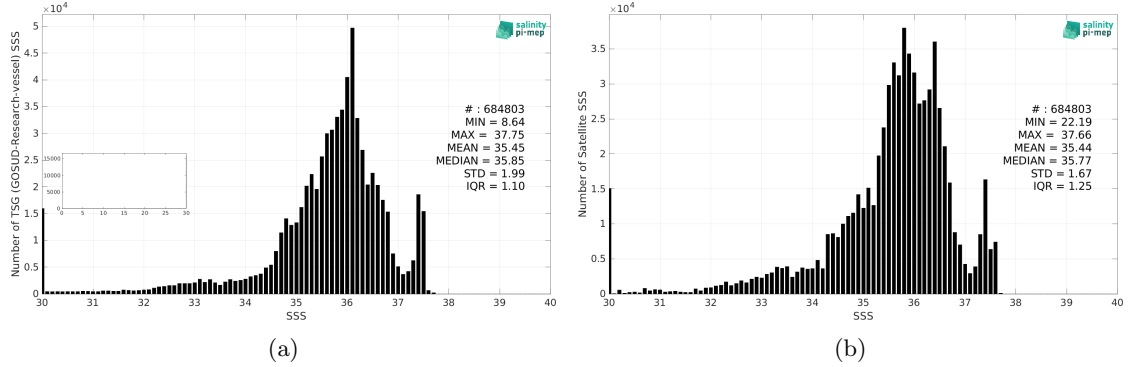 ×10⁴
5
4.5
4
3.5
3
2.5
2
1.5
1
0.5
0
Number of TSG (GOSUD-Research-vessel) SSS
salinity
pi-mep
# : 684803
MIN = 8.64
MAX = 37.75
MEAN = 35.45
MEDIAN = 35.85
STD = 1.99
IQR = 1.10
15000
10000
5000
0
0 5 10 15 20 25 30
30 31 32 33 34 35 36 37 38 39 40
SSS
(a)
×10⁴
3.5
3
2.5
2
1.5
1
0.5
0
Number of Satellite SSS
salinity
pi-mep
# : 684803
MIN = 22.19
MAX = 37.66
MEAN = 35.44
MEDIAN = 35.77
STD = 1.67
IQR = 1.25
30 31 32 33 34 35 36 37 38 39 40
SSS
(b)